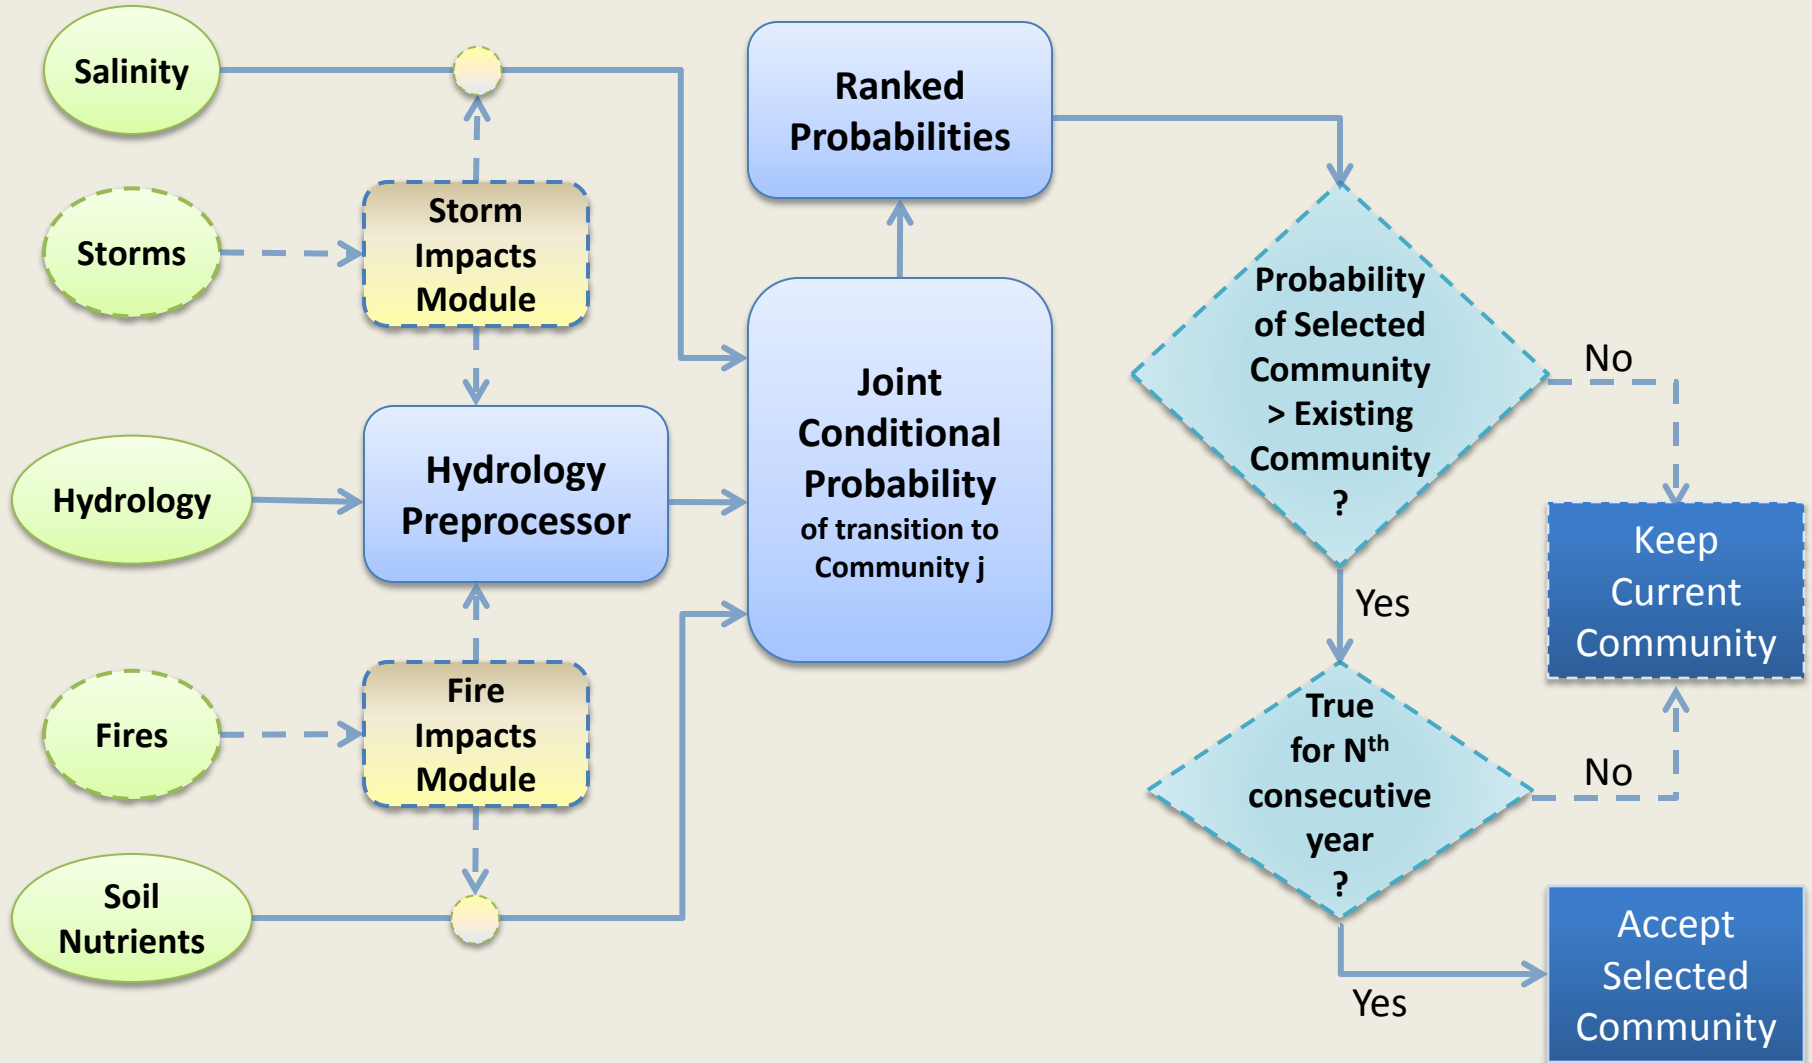 Salinity
Storms
Hydrology
Fires
Soil
Nutrients
Storm
Impacts
Module
Hydrology
Preprocessor
Fire
Impacts
Module
Ranked
Probabilities
Joint
Conditional
Probability
of transition to
Community j
Probability
of Selected
Community
> Existing
Community
?
No
Yes
True
for Nth
consecutive
year
?
No
Yes
Keep
Current
Community
Accept
Selected
Community